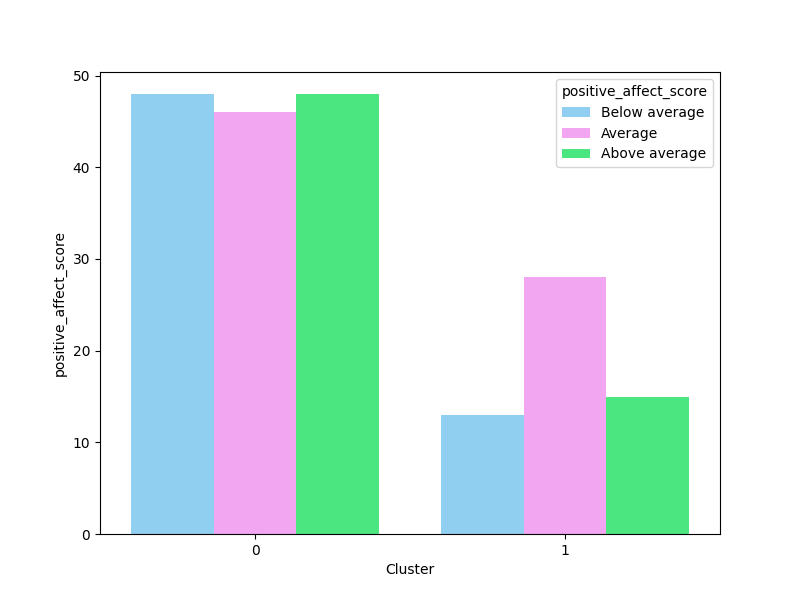 50
40
30
20
10
0
positive_affect_score
positive_affect_score
Below average
Average
Above average
0
1
Cluster